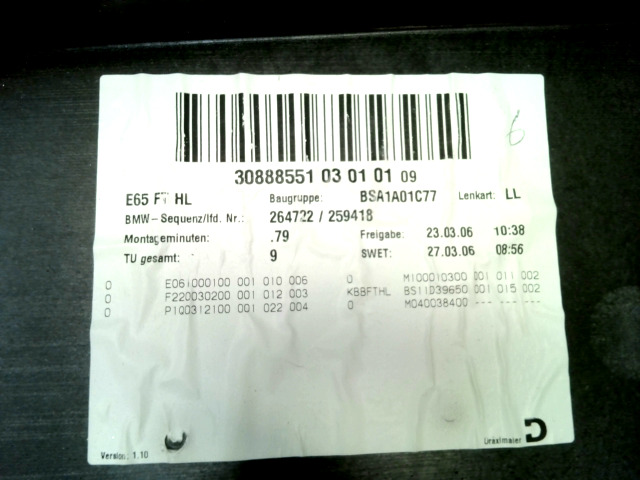 6
30888551 03 01 01 09
E65 FT HL Baugruppe: BSA1A01C77 Lenkart: LL
BMW-Sequenz/lfd. Nr.: 264722 / 259418
Montageminuten: .79 Freigabe: 23.03.06 10:38
TU gesamt: 9 SWET: 27.03.06 08:56
0 E061000100 001 010 006 0 M100010300 001 011 002
0 F220030200 001 012 003 KBBFTHL BS11D39650 001 015 002
0 P100312100 001 022 004 0 M040038400 --- --- ---
Version: 1.10 Draexlmaier D